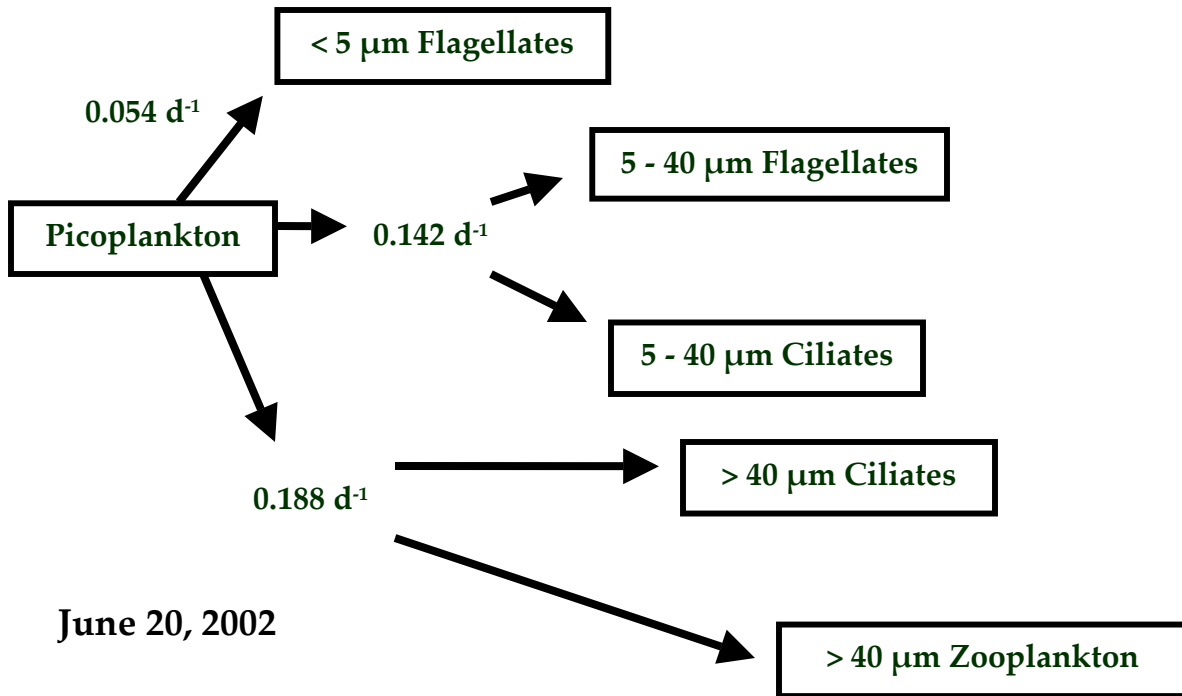 < 5 µm Flagellates
0.054 d-1
5 - 40 µm Flagellates
Picoplankton
0.142 d-1
5 - 40 µm Ciliates
> 40 µm Ciliates
0.188 d-1
June 20, 2002
> 40 µm Zooplankton